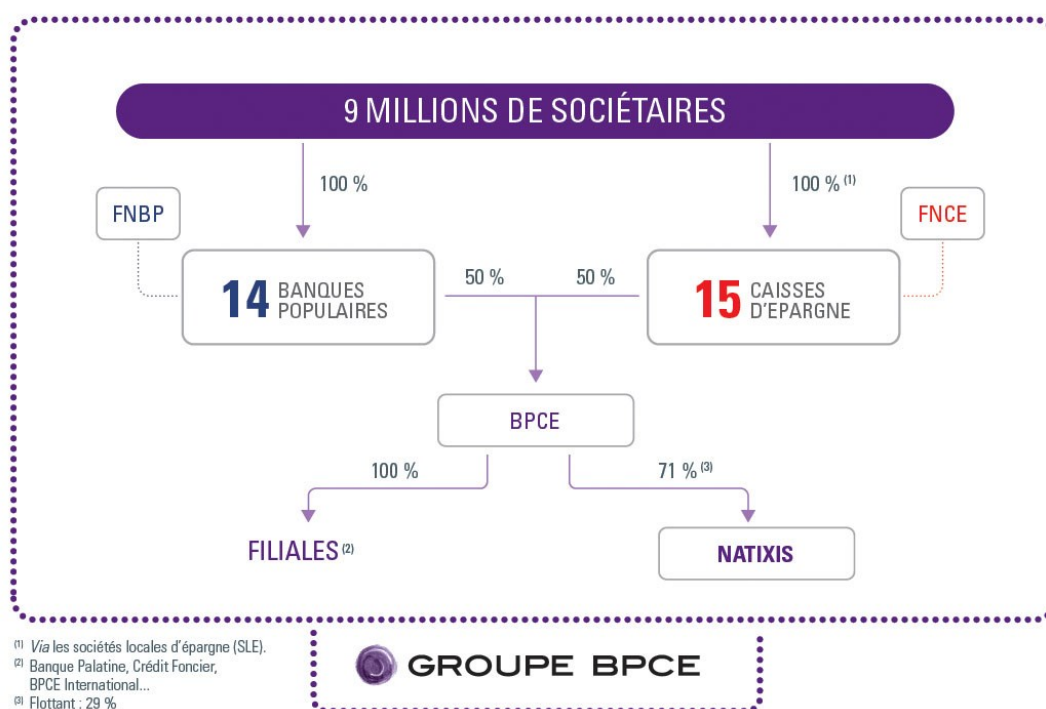 9 MILLIONS DE SOCIÉTAIRES
100 %
100 % (1)
FNBP
FNCE
14 BANQUES
POPULAIRES
50 %
50 %
15 CAISSES
D'EPARGNE
BPCE
100 %
71 % (3)
FILIALES (2)
NATIXIS
(1) Via les sociétés locales d'épargne (SLE).
(2) Banque Palatine, Crédit Foncier,
BPCE International...
(3) Flottant : 29 %
GROUPE BPCE